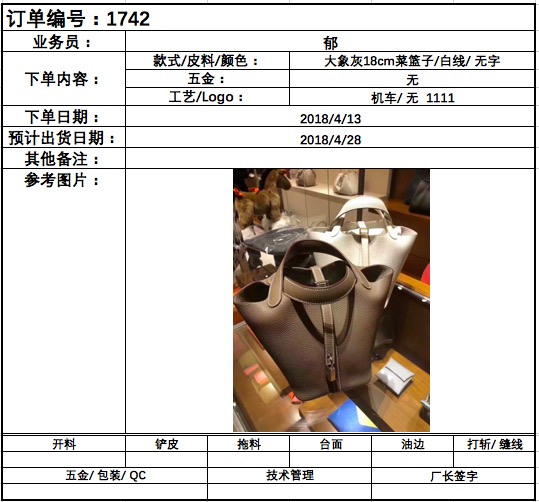 订单编号：1742
业务员： 郁
下单内容： 款式/皮料/颜色： 大象灰18cm菜篮子/白线/ 无字
五金： 无
工艺/Logo： 机车/ 无 1111
下单日期： 2018/4/13
预计出货日期： 2018/4/28
其他备注：
参考图片：
开料 铲皮 拖料 台面 油边 打斩/ 缝线
五金/ 包装/ QC 技术管理 厂长签字